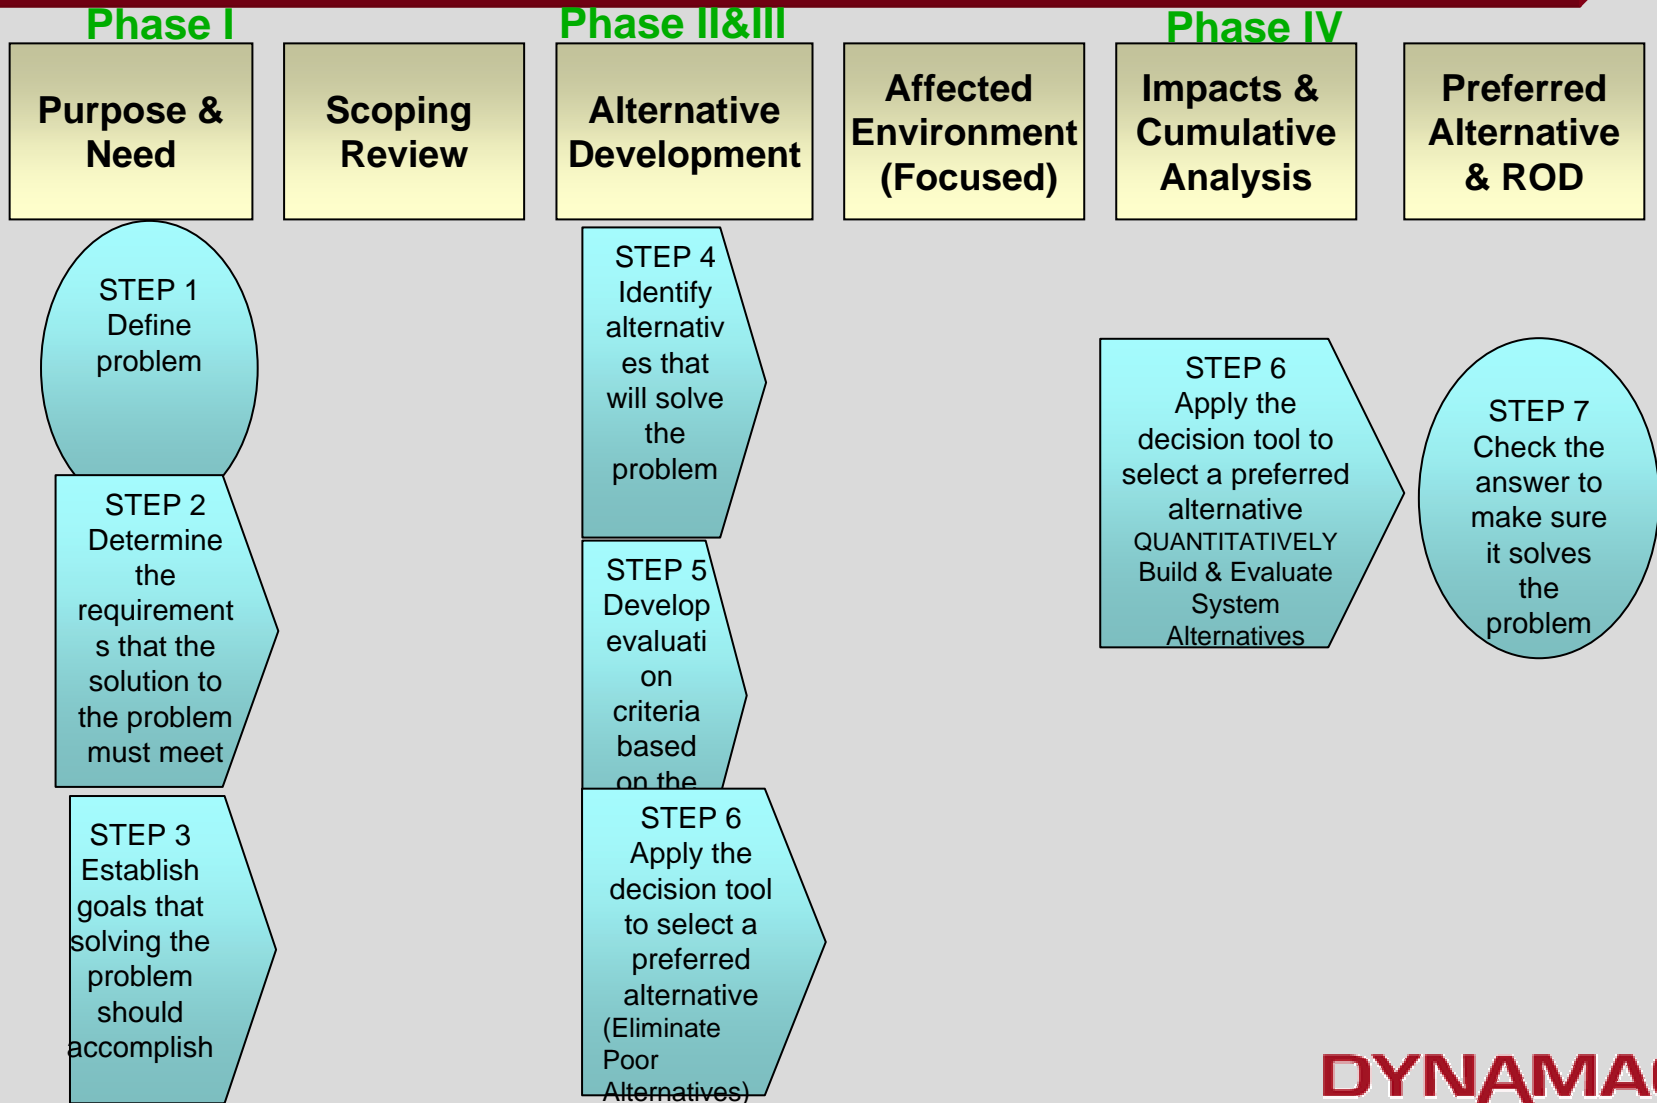 Phase I
Phase II&III
Phase IV
Purpose &
Need
Scoping
Review
Alternative
Development
Affected
Environment
(Focused)
Impacts &
Cumulative
Analysis
Preferred
Alternative
& ROD
STEP 1
Define
problem
STEP 2
Determine
the
requirement
s that the
solution to
the problem
must meet
STEP 3
Establish
goals that
solving the
problem
should
accomplish
STEP 4
Identify
alternativ
es that
will solve
the
problem
STEP 5
Develop
evaluati
on
criteria
based
on the
STEP 6
Apply the
decision tool
to select a
preferred
alternative
(Eliminate
Poor
Alternatives)
STEP 6
Apply the
decision tool to
select a preferred
alternative
QUANTITATIVELY
Build & Evaluate
System
Alternatives
STEP 7
Check the
answer to
make sure
it solves
the
problem
DYNAMAC